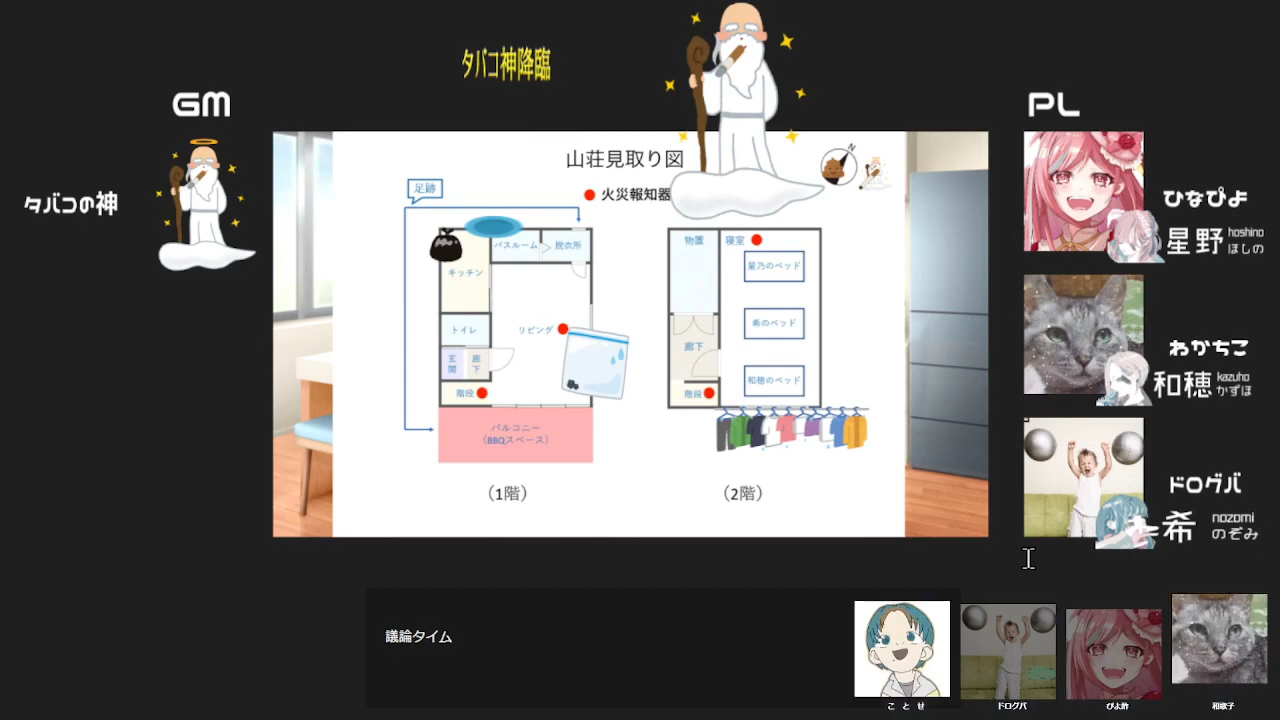 タバコ神降臨
GM
タバコの神
山荘見取り図
N
火災報知器
足跡
バスルーム
脱衣所
キッチン
トイレ
リビング
玄関
廊下
階段
バルコニー
(BBQスペース)
(1階)
物置
寝室
星乃のベッド
希のベッド
和穂のベッド
廊下
階段
(2階)
PL
ひなぴよ
星野 hoshino ほしの
わかちこ
和穂 kazuho かずほ
ドログバ
希 nozomi のぞみ
議論タイム
ことせ
ドログバ
ぴよ酢
和歌子